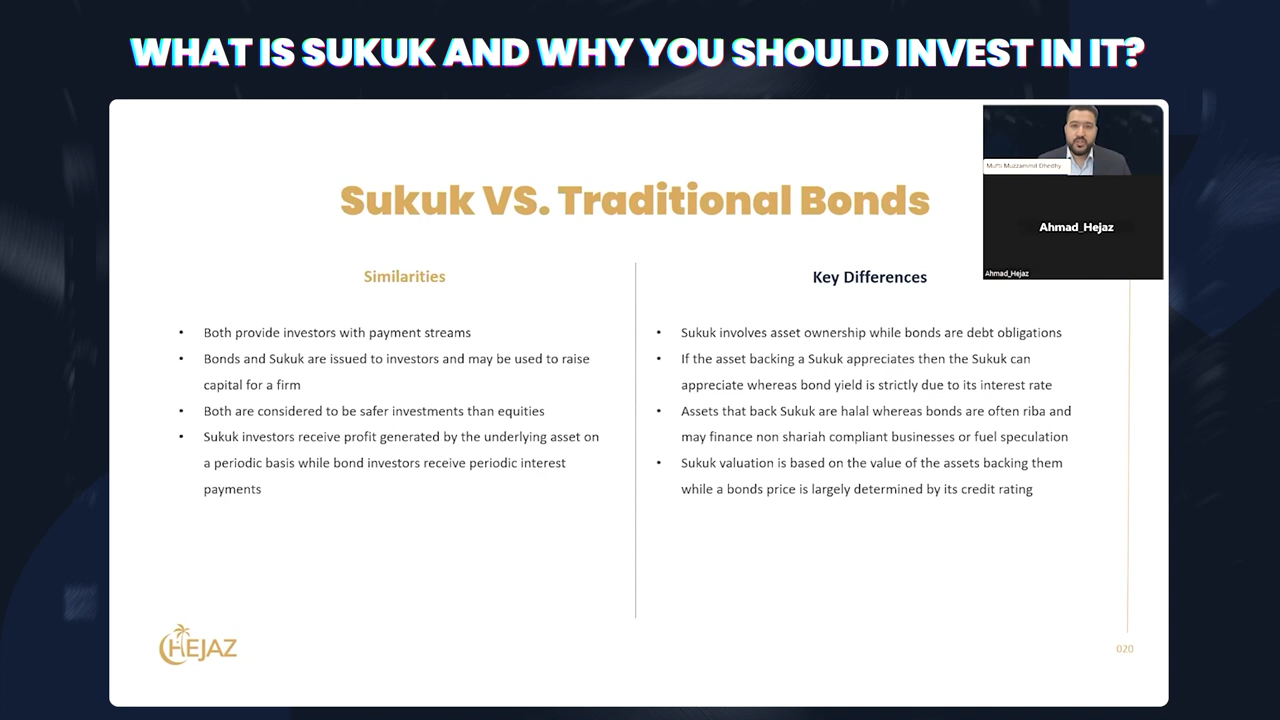 WHAT IS SUKUK AND WHY YOU SHOULD INVEST IN IT?
Sukuk VS. Traditional Bonds
Mufti Muzzammil Dhedhy
Ahmad_Hejaz
Ahmad_Hejaz
Similarities
• Both provide investors with payment streams
• Bonds and Sukuk are issued to investors and may be used to raise
capital for a firm
• Both are considered to be safer investments than equities
• Sukuk investors receive profit generated by the underlying asset on
a periodic basis while bond investors receive periodic interest
payments
Key Differences
• Sukuk involves asset ownership while bonds are debt obligations
• If the asset backing a Sukuk appreciates then the Sukuk can
appreciate whereas bond yield is strictly due to its interest rate
• Assets that back Sukuk are halal whereas bonds are often riba and
may finance non shariah compliant businesses or fuel speculation
• Sukuk valuation is based on the value of the assets backing them
while a bonds price is largely determined by its credit rating
HEJAZ
020